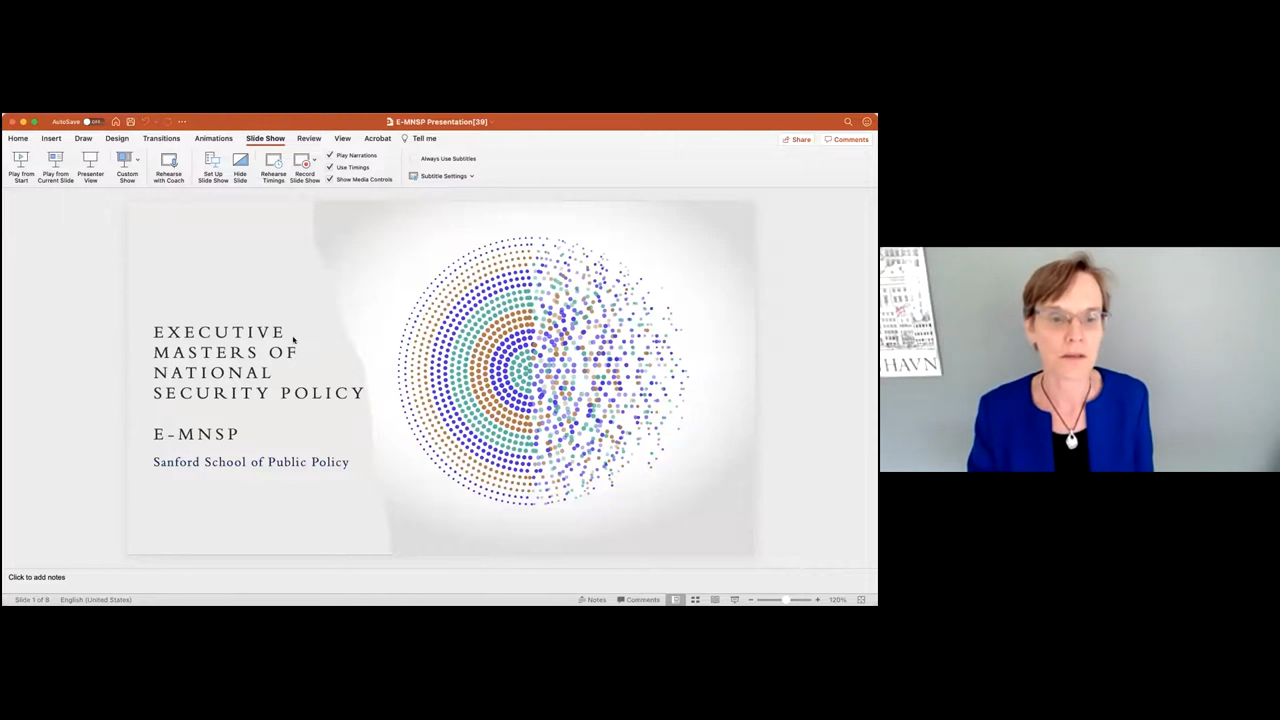 AutoSave OFF
E-MNSP Presentation[39]
Home Insert Draw Design Transitions Animations Slide Show Review View Acrobat Tell me
Share Comments
Play from Start
Play from Current Slide
Presenter View
Custom Show
Rehearse with Coach
Set Up Slide Show
Hide Slide
Rehearse Timings
Record Slide Show
Play Narrations
Use Timings
Show Media Controls
Always Use Subtitles
Subtitle Settings
EXECUTIVE
MASTERS OF
NATIONAL
SECURITY POLICY
E-MNSP
Sanford School of Public Policy
Click to add notes
Slide 1 of 8 English (United States) Notes Comments 120%
HAVN